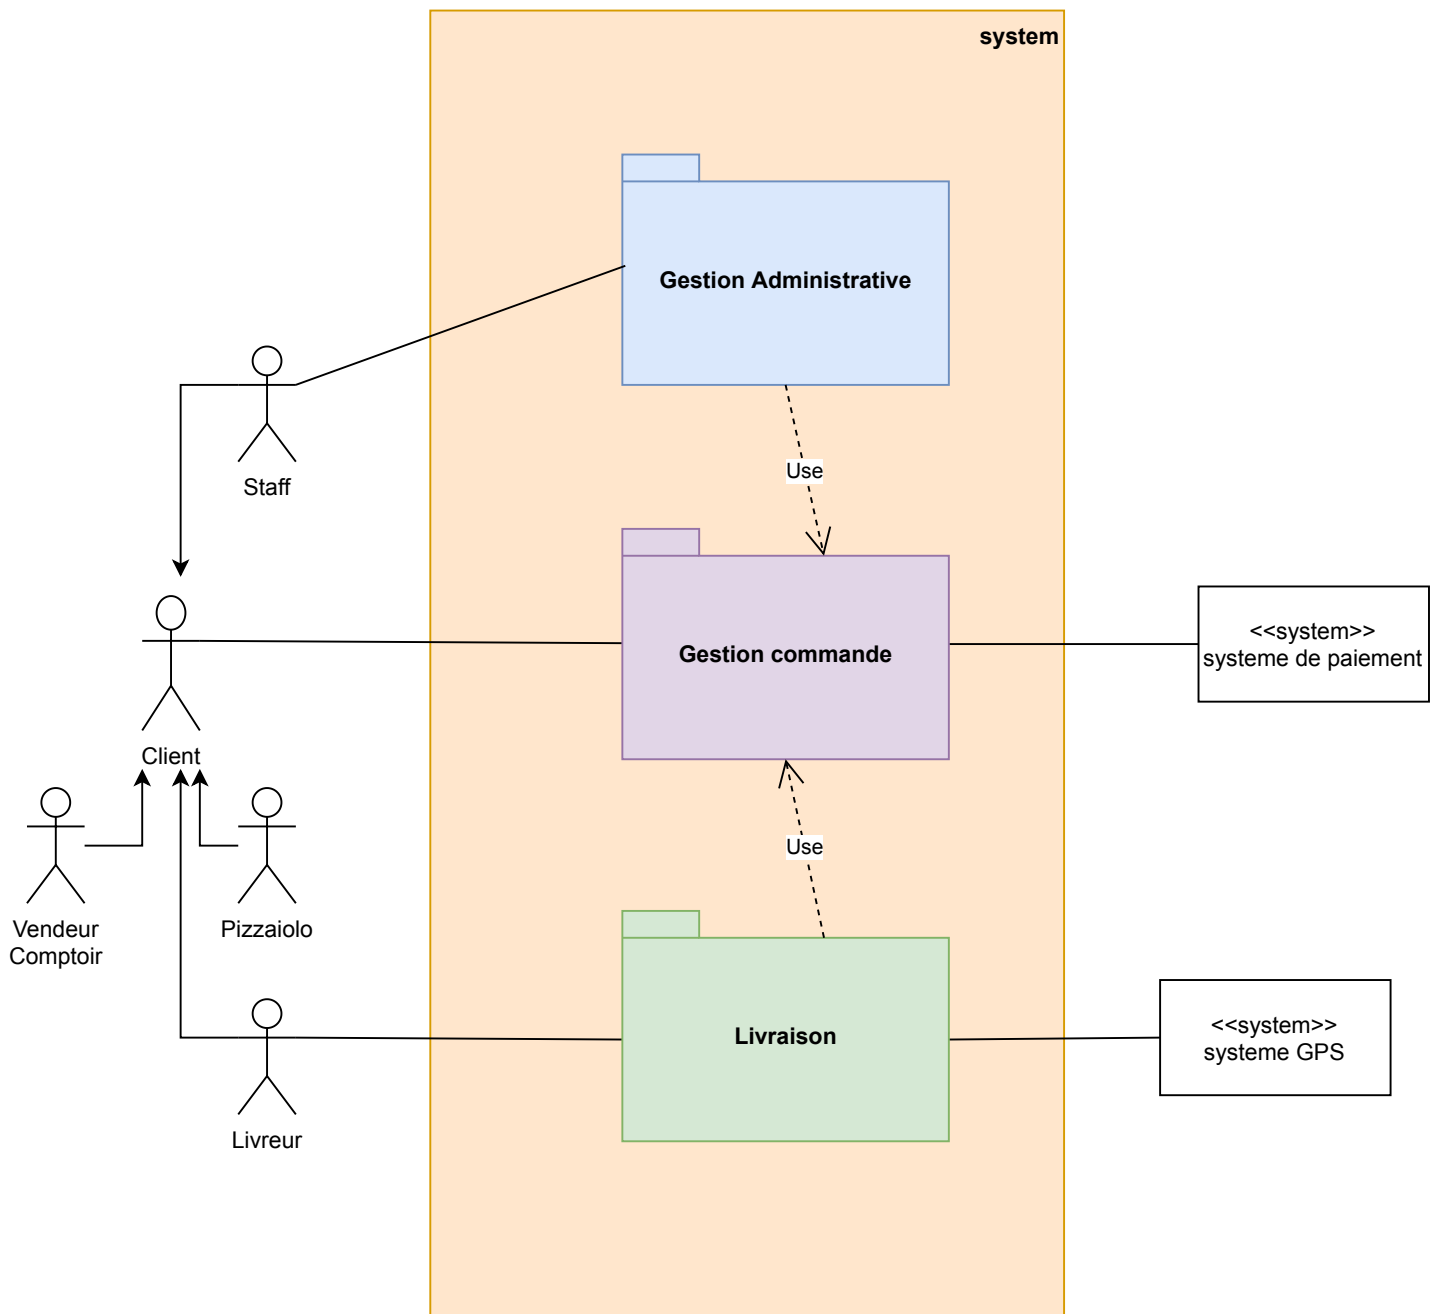 system
Gestion Administrative
Staff
Use
Client
Gestion commande
<<system>>
systeme de paiement
Vendeur
Comptoir
Pizzaiolo
Use
Livreur
Livraison
<<system>>
systeme GPS